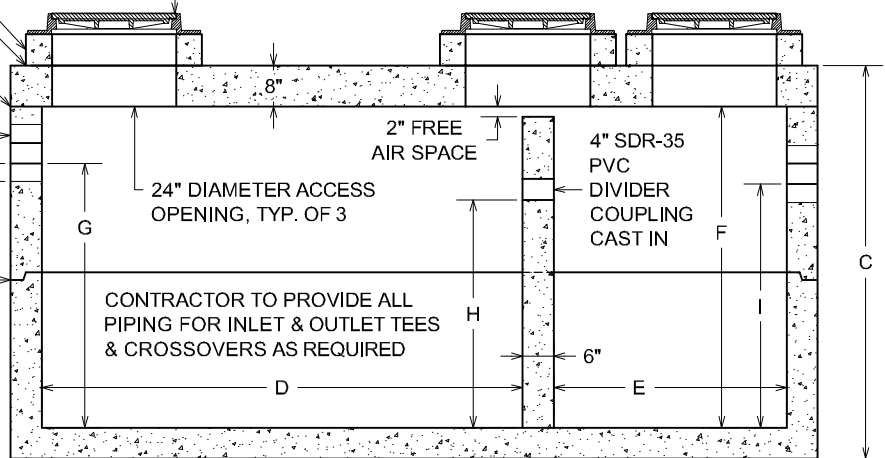 8"
2" FREE
AIR SPACE
4" SDR-35
PVC
DIVIDER
COUPLING
CAST IN
24" DIAMETER ACCESS
OPENING, TYP. OF 3
G
F
C
H
I
CONTRACTOR TO PROVIDE ALL
PIPING FOR INLET & OUTLET TEES
& CROSSOVERS AS REQUIRED
6"
D
E